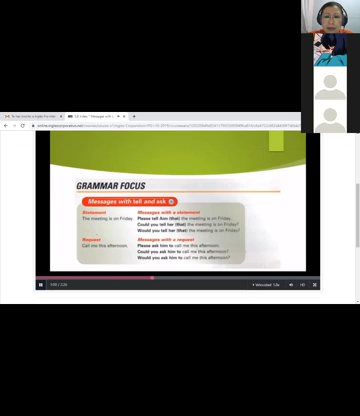 GRAMMAR FOCUS
Messages with tell and ask
Statement
Messages with a statement
The meeting is on Friday.
Please tell Ann (that) the meeting is on Friday.
Could you tell her (that) the meeting is on Friday?
Would you tell her (that) the meeting is on Friday?
Request
Messages with a request
Call me this afternoon.
Please ask him to call me this afternoon.
Could you ask him to call me this afternoon?
Would you ask him to call me this afternoon?